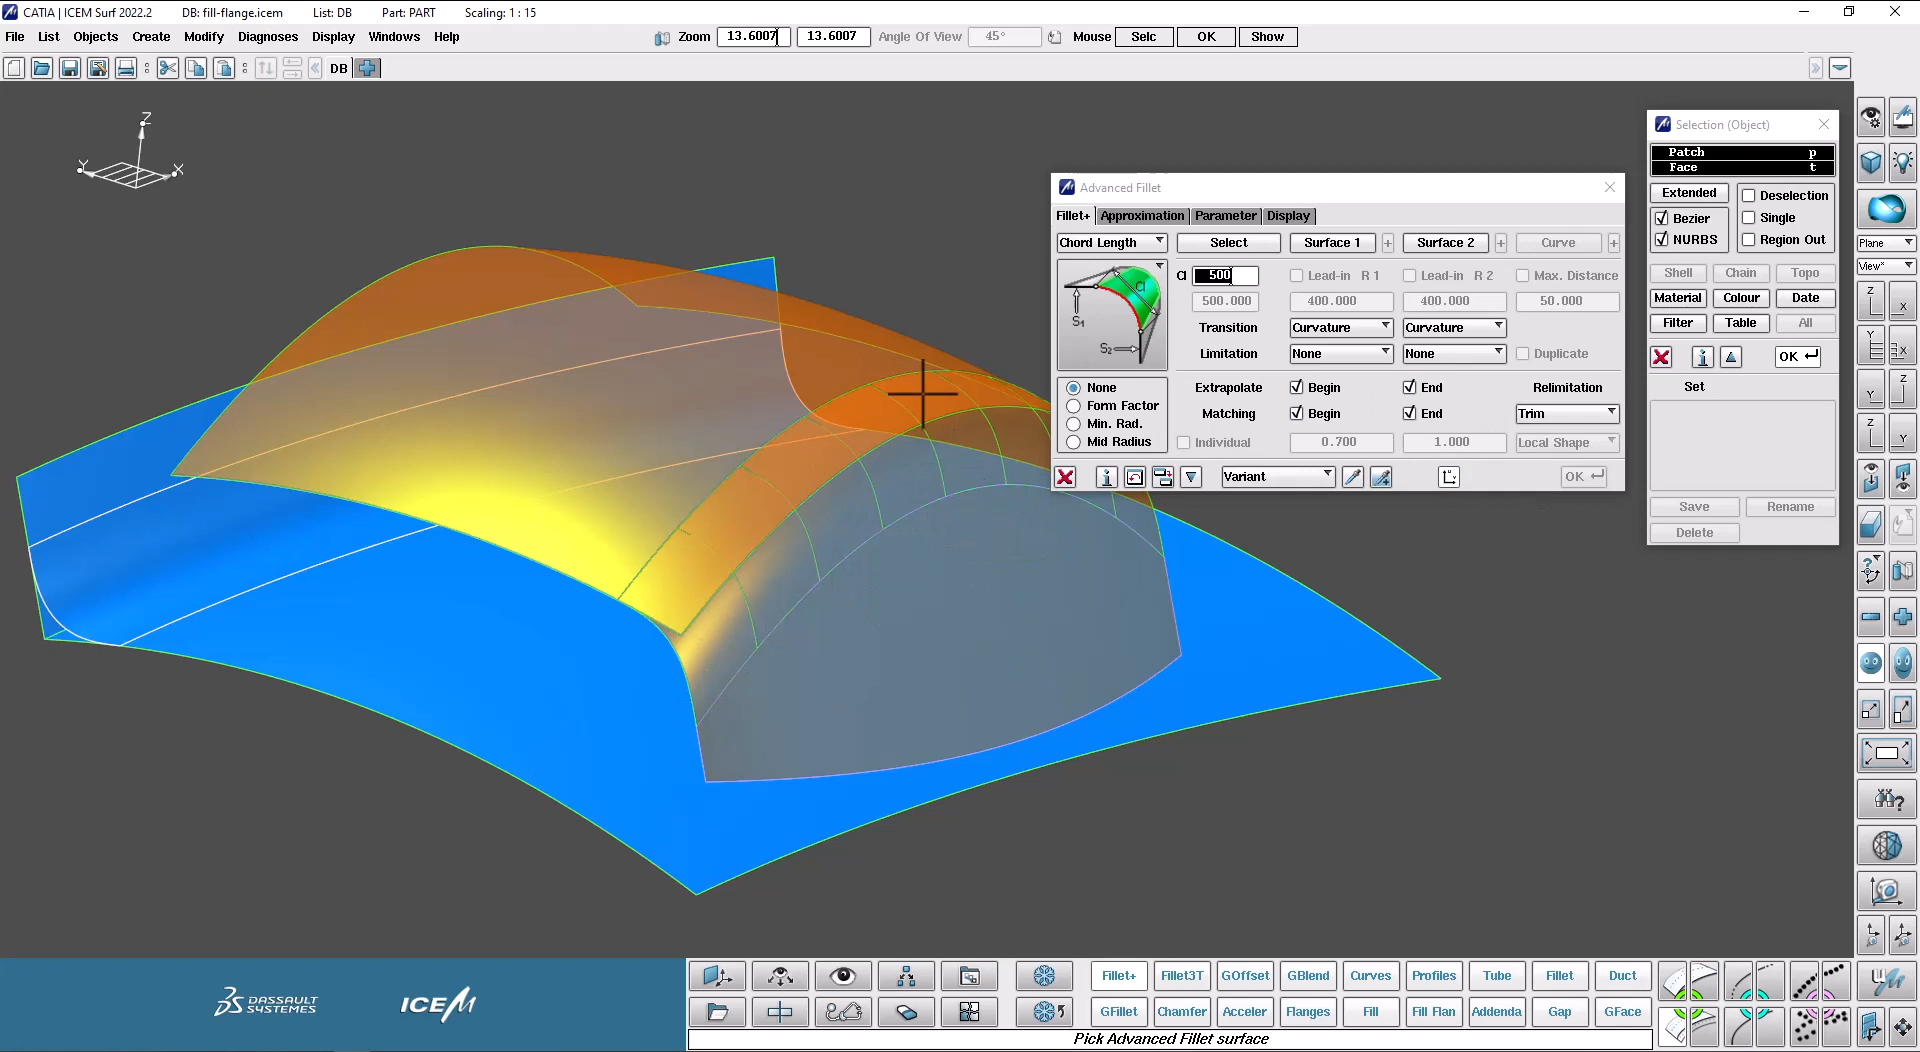 CATIA | ICEM Surf 2022.2 DB: fill-flange.icem List: DB Part: PART Scaling: 1 : 15
File List Objects Create Modify Diagnoses Display Windows Help
Zoom 13.6007 13.6007 Angle Of View 45° Mouse Selc OK Show
DB
Z
Y X
Advanced Fillet
Fillet+ Approximation Parameter Display
Chord Length Select Surface 1 + Surface 2 + Curve +
Cl 500 Lead-in R 1 Lead-in R 2 Max. Distance
500.000 400.000 400.000 50.000
Cl
S1
S2
Transition Curvature Curvature
Limitation None None Duplicate
None Extrapolate Begin End Relimitation
Form Factor
Min. Rad. Matching Begin End Trim
Mid Radius Individual 0.700 1.000 Local Shape
Variant OK
Selection (Object)
Patch p
Face t
Extended Deselection
Bezier Single
NURBS Region Out
Shell Chain Topo
Material Colour Date
Filter Table All
OK
Set
Save Rename
Delete
Plane
View*
Z X
Y X
Y Z
Z Y
DASSAULT SYSTEMES
ICEM
Fillet+ Fillet3T GOffset GBlend Curves Profiles Tube Fillet Duct
GFillet Chamfer Acceler Flanges Fill Fill Flan Addenda Gap GFace
Pick Advanced Fillet surface